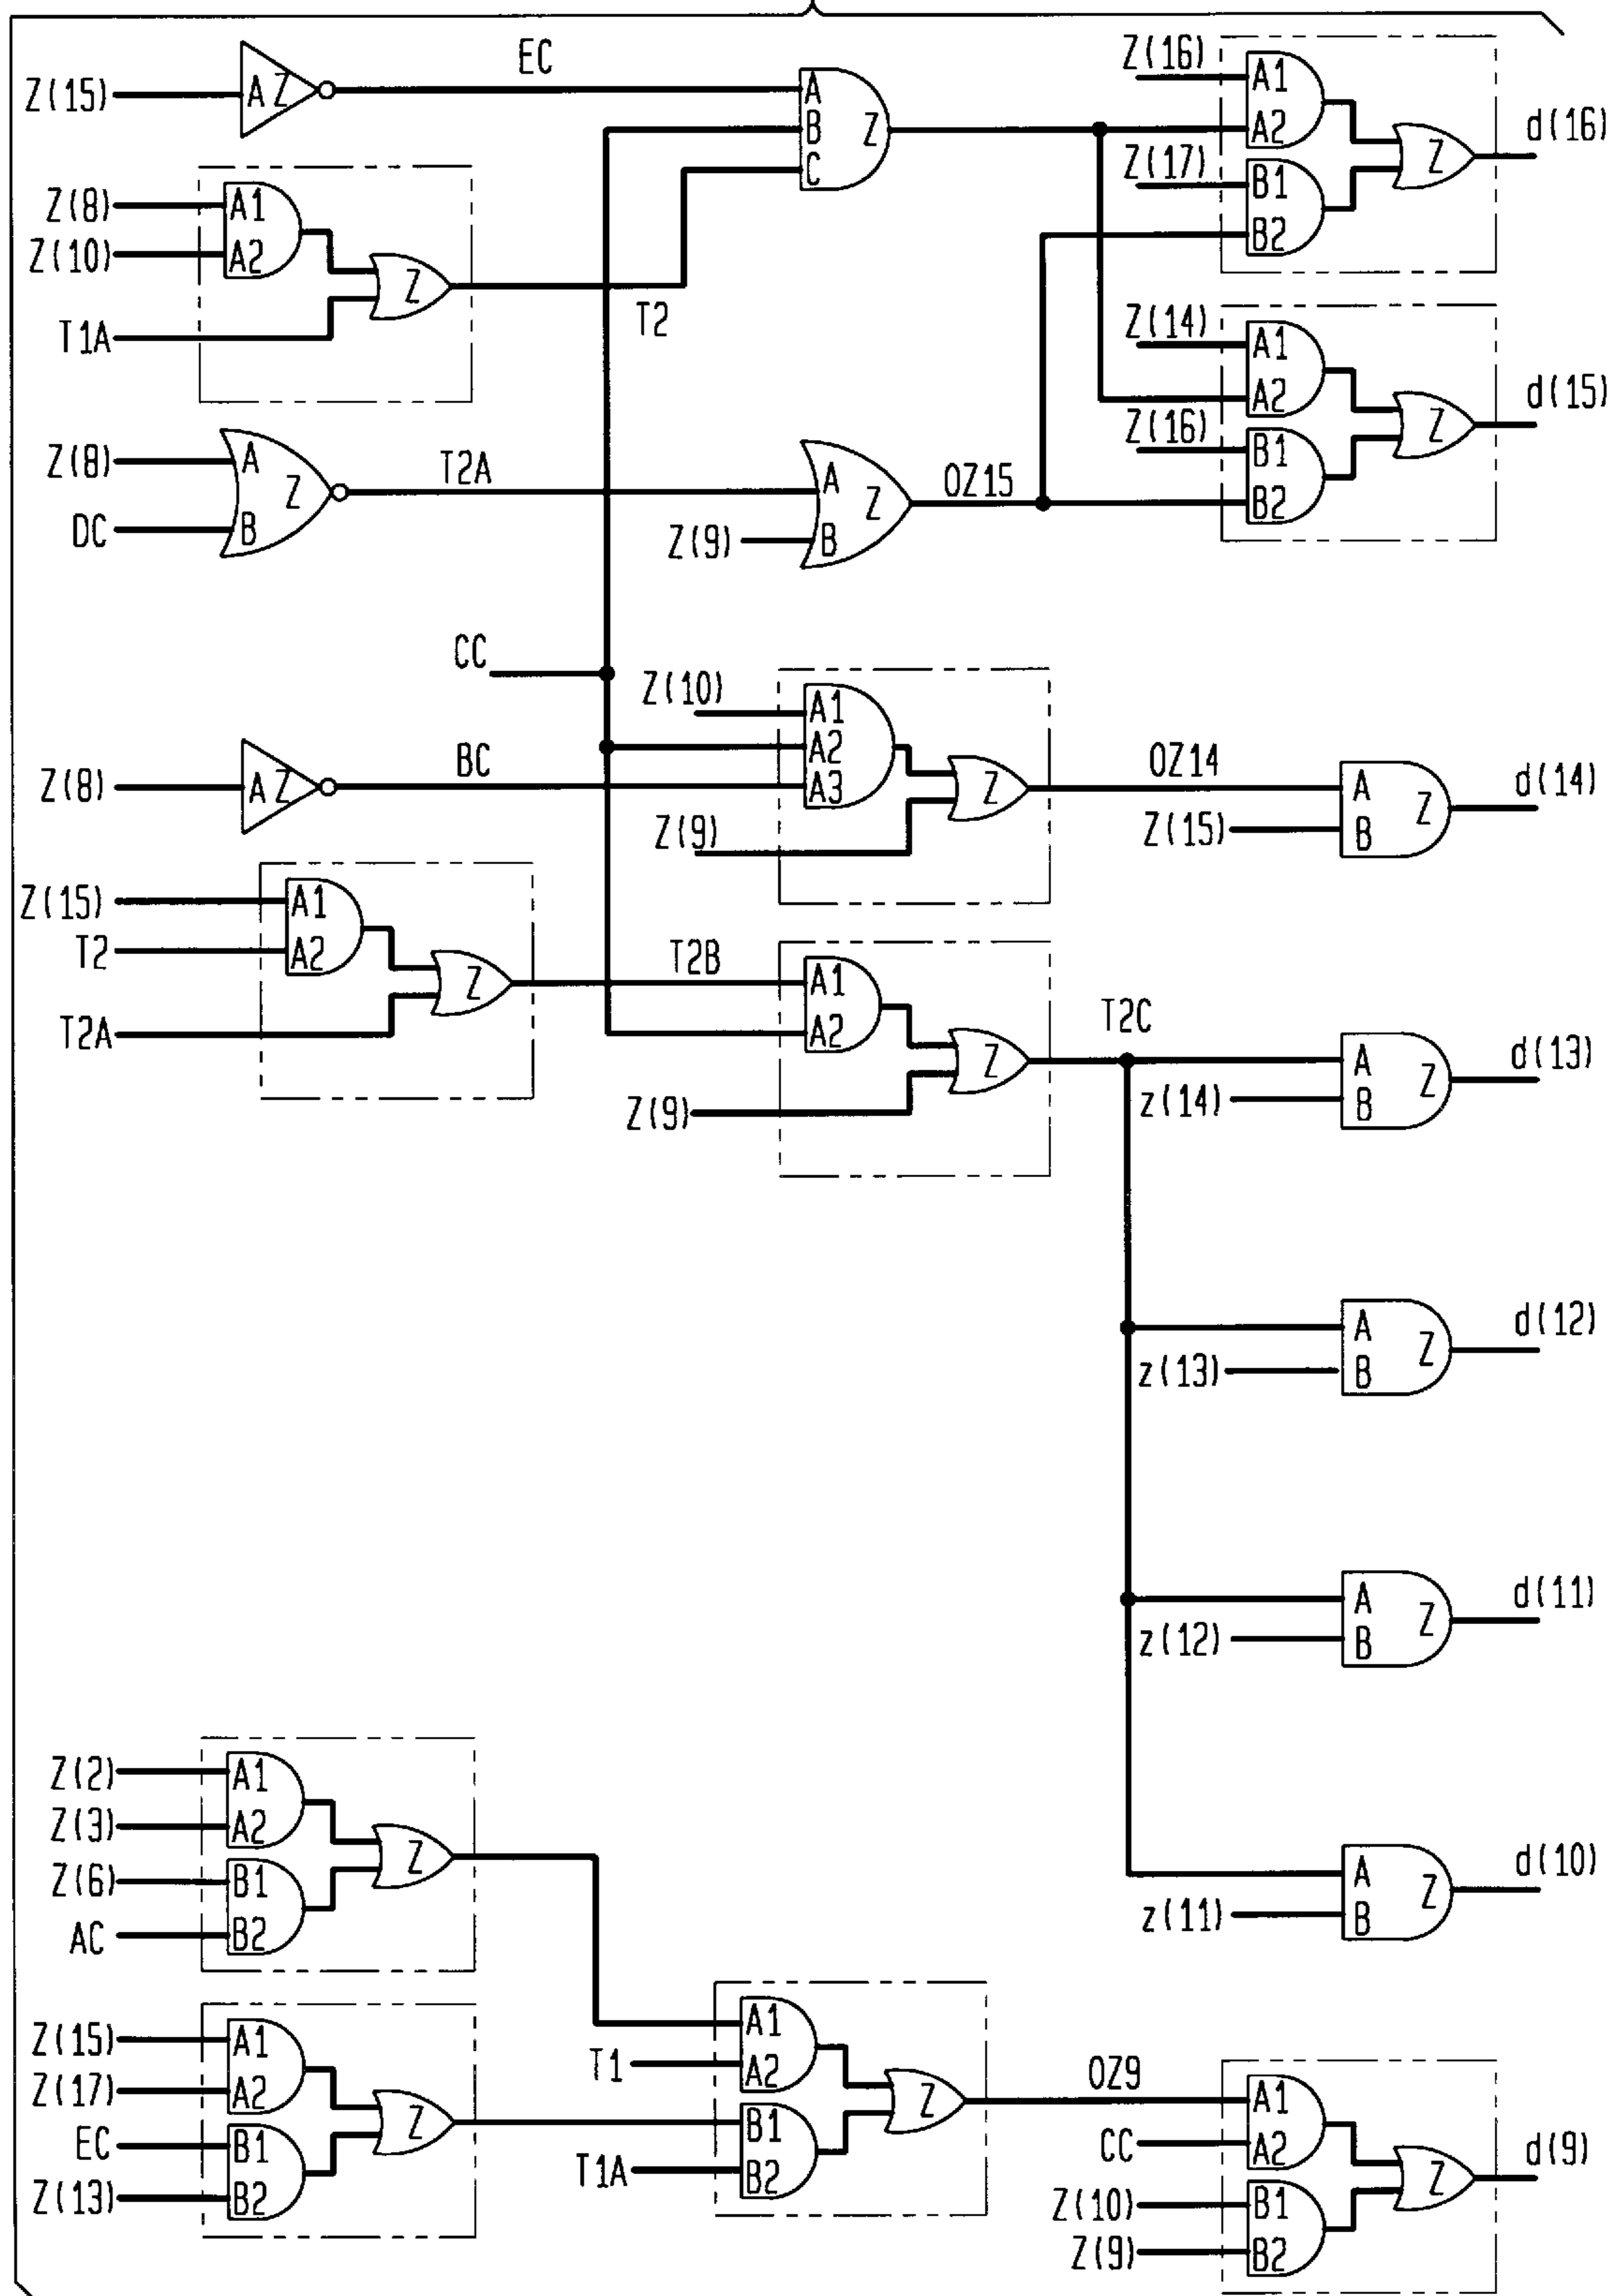 Z(15) A Z EC A B C Z Z(16) A1 A2 Z(17) B1 B2 Z d(16)
Z(8) A1 Z(10) A2 T1A Z T2
Z(14) A1 A2 Z(16) B1 B2 Z d(15)
Z(8) A DC B Z T2A A Z(9) B Z OZ15
CC
Z(10) A1 A2 A3 Z(9) Z OZ14 A Z(15) B Z d(14)
Z(8) A Z BC
Z(15) A1 T2 A2 T2A Z T2B A1 A2 Z(9) Z T2C
A z(14) B Z d(13)
A z(13) B Z d(12)
A z(12) B Z d(11)
A z(11) B Z d(10)
Z(2) A1 Z(3) A2 Z(6) B1 AC B2 Z
Z(15) A1 Z(17) A2 EC B1 Z(13) B2 Z
A1 T1 A2 B1 T1A B2 Z OZ9
A1 CC A2 Z(10) B1 Z(9) B2 Z d(9)